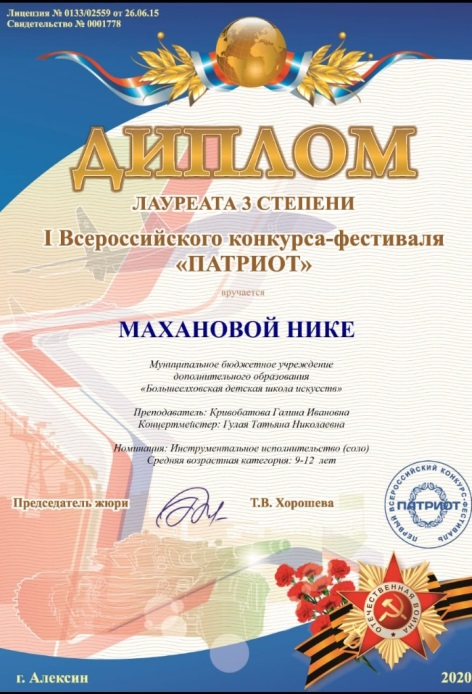 Лицензия № 0133/02559 от 26.06.15
Свидетельство № 0001778
ДИПЛОМ
ЛАУРЕАТА 3 СТЕПЕНИ
I Всероссийского конкурса-фестиваля
«ПАТРИОТ»
вручается
МАХАНОВОЙ НИКЕ
Муниципальное бюджетное учреждение
дополнительного образования
«Большеелховская детская школа искусств»
Преподаватель: Кривобатова Галина Ивановна
Концертмейстер: Гулая Татьяна Николаевна
Номинация: Инструментальное исполнительство (соло)
Средняя возрастная категория: 9-12 лет
Председатель жюри
Т.В. Хорошева
ПЕРВЫЙ ВСЕРОССИЙСКИЙ КОНКУРС-ФЕСТИВАЛЬ
ПАТРИОТ
ОТЕЧЕСТВЕННАЯ ВОЙНА
г. Алексин
2020